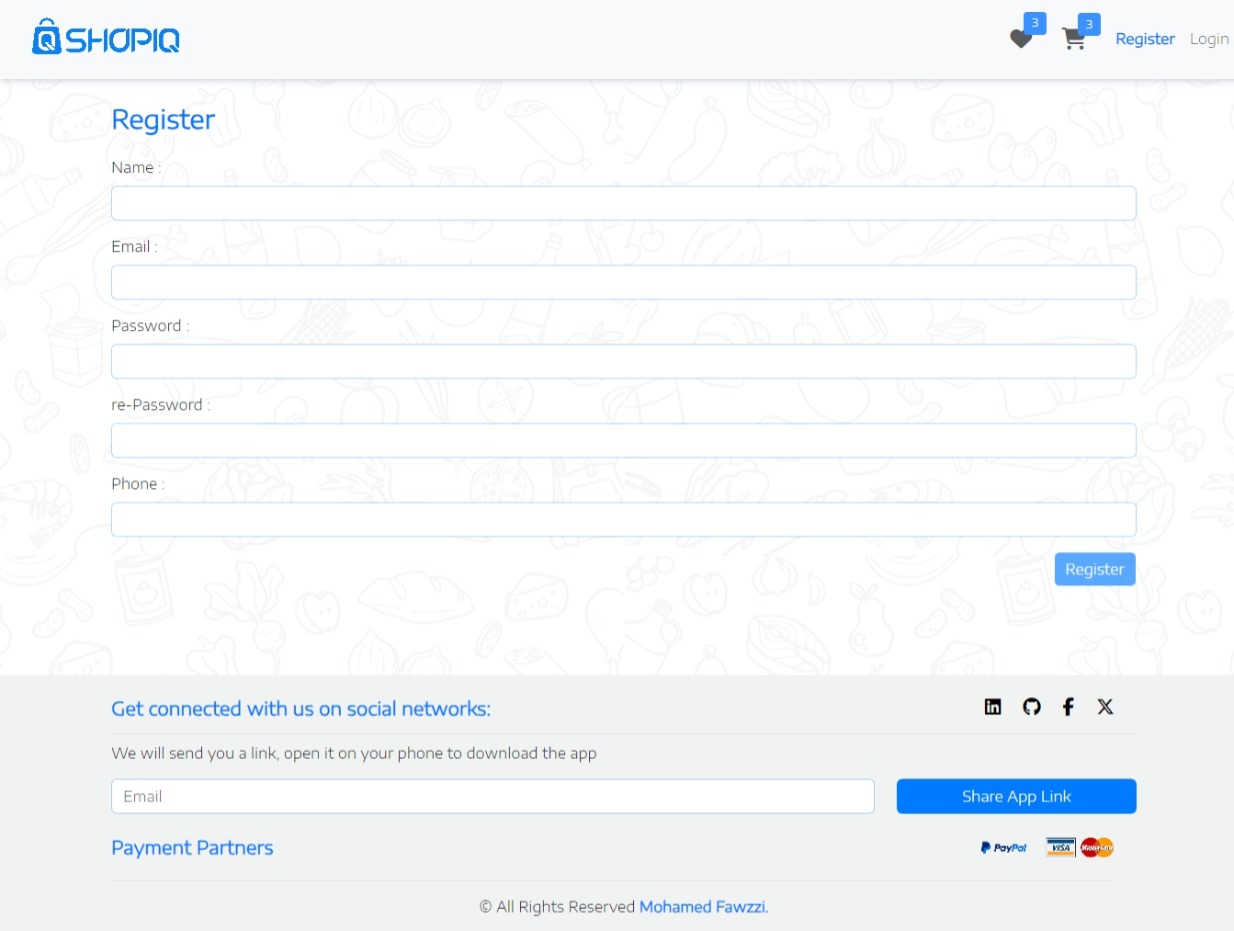 SHOPIQ
3
3
Register
Login
Register
Name :
Email :
Password :
re-Password :
Phone :
Register
Get connected with us on social networks:
We will send you a link, open it on your phone to download the app
Email
Share App Link
Payment Partners
PayPal
VISA
MasterCard
© All Rights Reserved Mohamed Fawzzi.